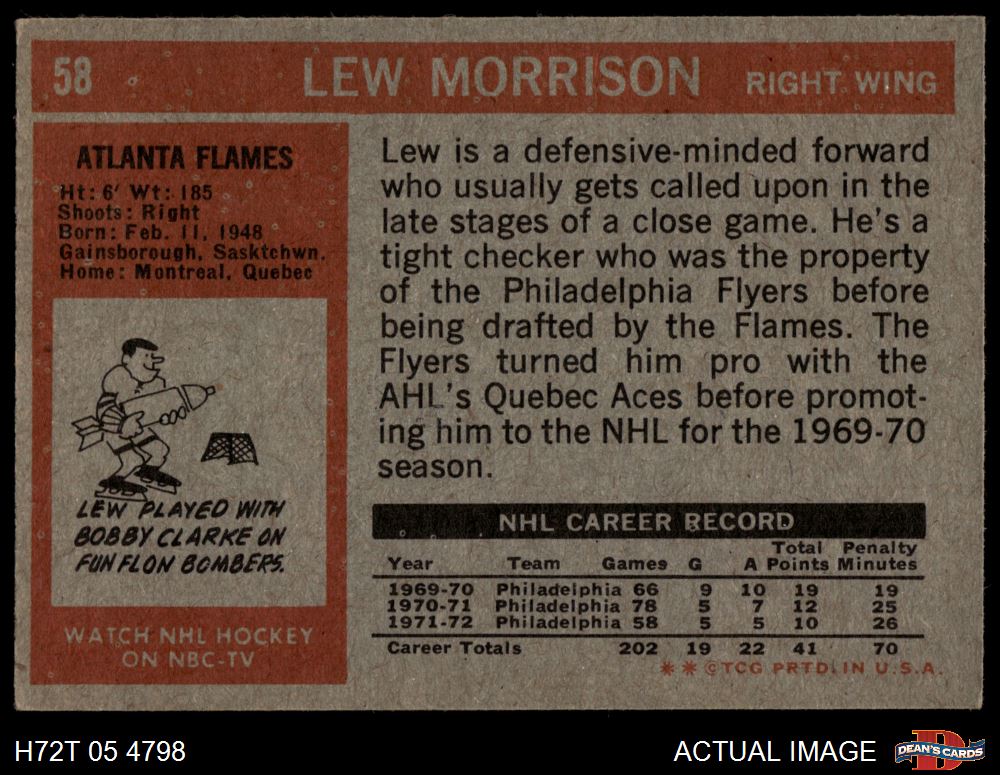 58 LEW MORRISON RIGHT WING
ATLANTA FLAMES
Ht: 6' Wt: 185
Shoots: Right
Born: Feb. 11, 1948
Gainsborough, Sasktchwn.
Home: Montreal, Quebec
LEW PLAYED WITH
BOBBY CLARKE ON
FUN FLON BOMBERS.
WATCH NHL HOCKEY
ON NBC-TV
Lew is a defensive-minded forward
who usually gets called upon in the
late stages of a close game. He's a
tight checker who was the property
of the Philadelphia Flyers before
being drafted by the Flames. The
Flyers turned him pro with the
AHL's Quebec Aces before promot-
ing him to the NHL for the 1969-70
season.
NHL CAREER RECORD
Total Penalty
Year Team Games G A Points Minutes
1969-70 Philadelphia 66 9 10 19 19
1970-71 Philadelphia 78 5 7 12 25
1971-72 Philadelphia 58 5 5 10 26
Career Totals 202 19 22 41 70
** ©TCG PRTD. IN U.S.A.
H72T 05 4798 ACTUAL IMAGE DEAN'S CARDS